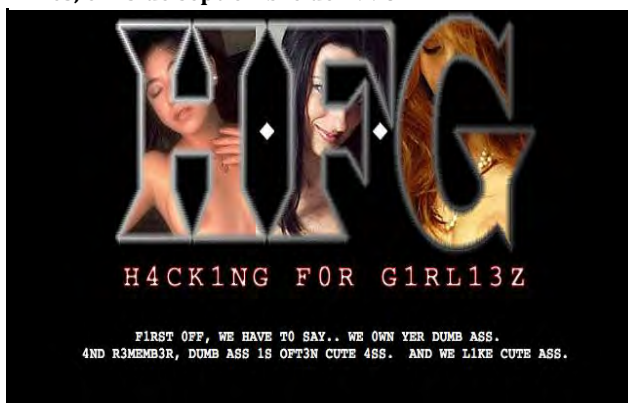 H·F·G
H4CK1NG F0R G1RL13Z
F1RST 0FF, WE HAVE T0 SAY.. WE 0WN YER DUMB ASS.
4ND R3MEMB3R, DUMB ASS 1S OFT3N CUTE 4SS. AND WE L1KE CUTE ASS.